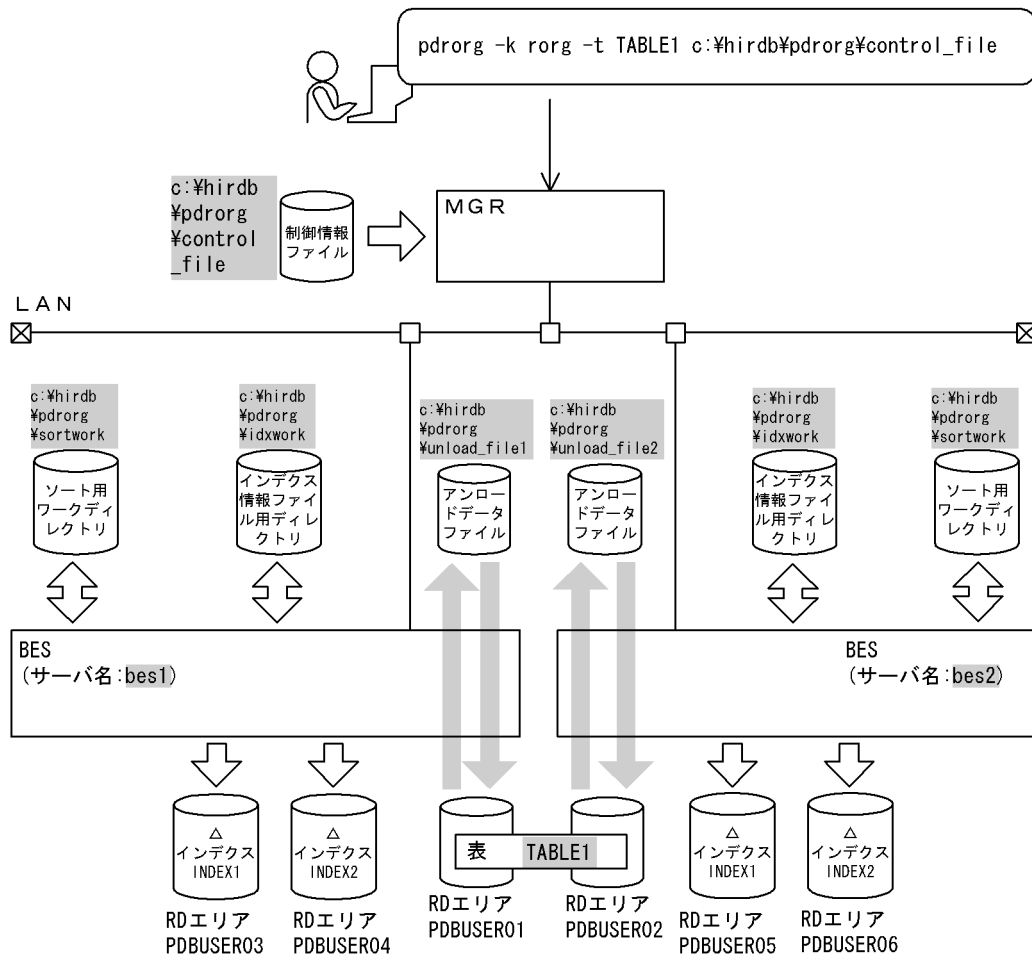 pdrorg -k rorg -t TABLE1 c:¥hirdb¥pdrorg¥control_file
c:¥hirdb
¥pdrorg
¥control
_file
制御情報
ファイル
ＭＧＲ
ＬＡＮ
c:¥hirdb
¥pdrorg
¥sortwork
ソート用
ワークディ
レクトリ
c:¥hirdb
¥pdrorg
¥idxwork
インデクス
情報ファイ
ル用ディレ
クトリ
c:¥hirdb
¥pdrorg
¥unload_file1
アンロー
ドデータ
ファイル
c:¥hirdb
¥pdrorg
¥unload_file2
アンロー
ドデータ
ファイル
c:¥hirdb
¥pdrorg
¥idxwork
インデクス
情報ファイ
ル用ディレ
クトリ
c:¥hirdb
¥pdrorg
¥sortwork
ソート用
ワークディ
レクトリ
BES
(サーバ名:bes1)
BES
(サーバ名:bes2)
インデクス
INDEX1
RDエリア
PDBUSER03
インデクス
INDEX2
RDエリア
PDBUSER04
表 TABLE1
RDエリア
PDBUSER01
RDエリア
PDBUSER02
インデクス
INDEX1
RDエリア
PDBUSER05
インデクス
INDEX2
RDエリア
PDBUSER06